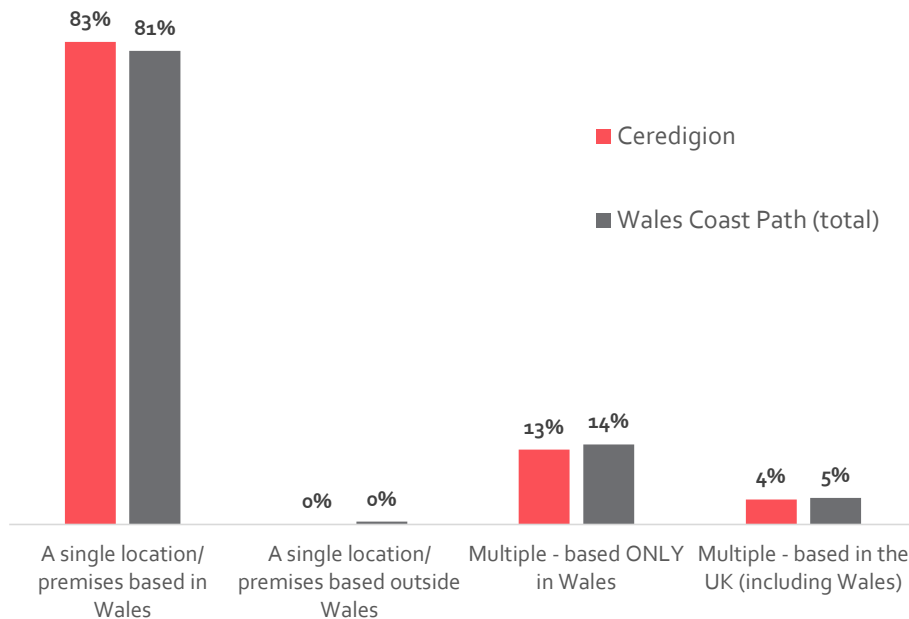 83%
81%
Ceredigion
Wales Coast Path (total)
13%
14%
0%
0%
4%
5%
A single location/
premises based in
Wales
A single location/
premises based outside
Wales
Multiple - based ONLY
in Wales
Multiple - based in the
UK (including Wales)